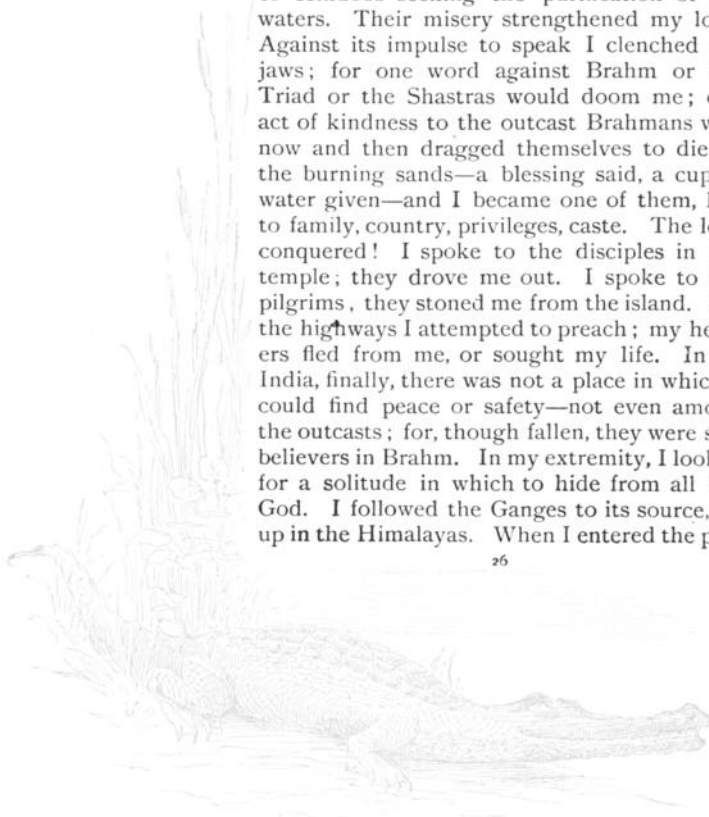 waters. Their misery strengthened my lo
Against its impulse to speak I clenched
jaws; for one word against Brahm or
Triad or the Shastras would doom me;
act of kindness to the outcast Brahmans w
now and then dragged themselves to die
the burning sands—a blessing said, a cup
water given—and I became one of them,
to family, country, privileges, caste. The l
conquered! I spoke to the disciples in
temple; they drove me out. I spoke to
pilgrims, they stoned me from the island.
the highways I attempted to preach; my he
ers fled from me, or sought my life. In
India, finally, there was not a place in whic
could find peace or safety—not even amo
the outcasts; for, though fallen, they were s
believers in Brahm. In my extremity, I look
for a solitude in which to hide from all
God. I followed the Ganges to its source,
up in the Himalayas. When I entered the p
26